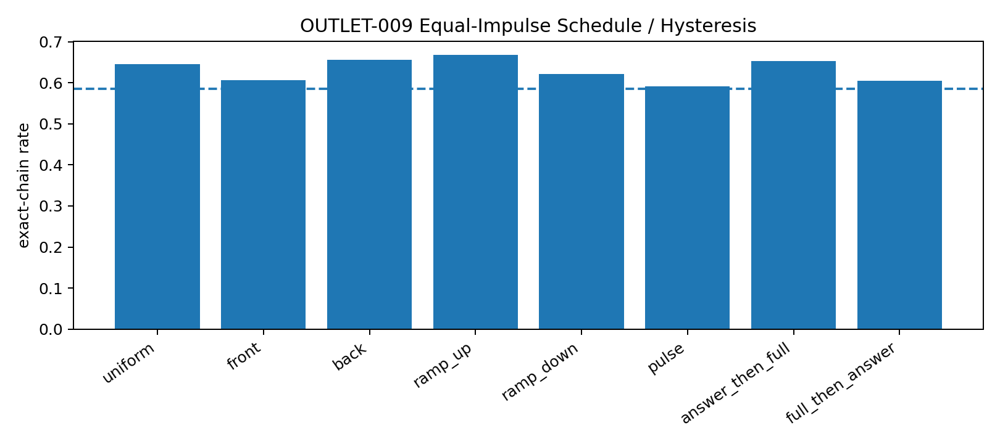 OUTLET-009 Equal-Impulse Schedule / Hysteresis
exact-chain rate
0.7
0.6
0.5
0.4
0.3
0.2
0.1
0.0
uniform
front
back
ramp_up
ramp_down
pulse
answer_then_full
full_then_answer